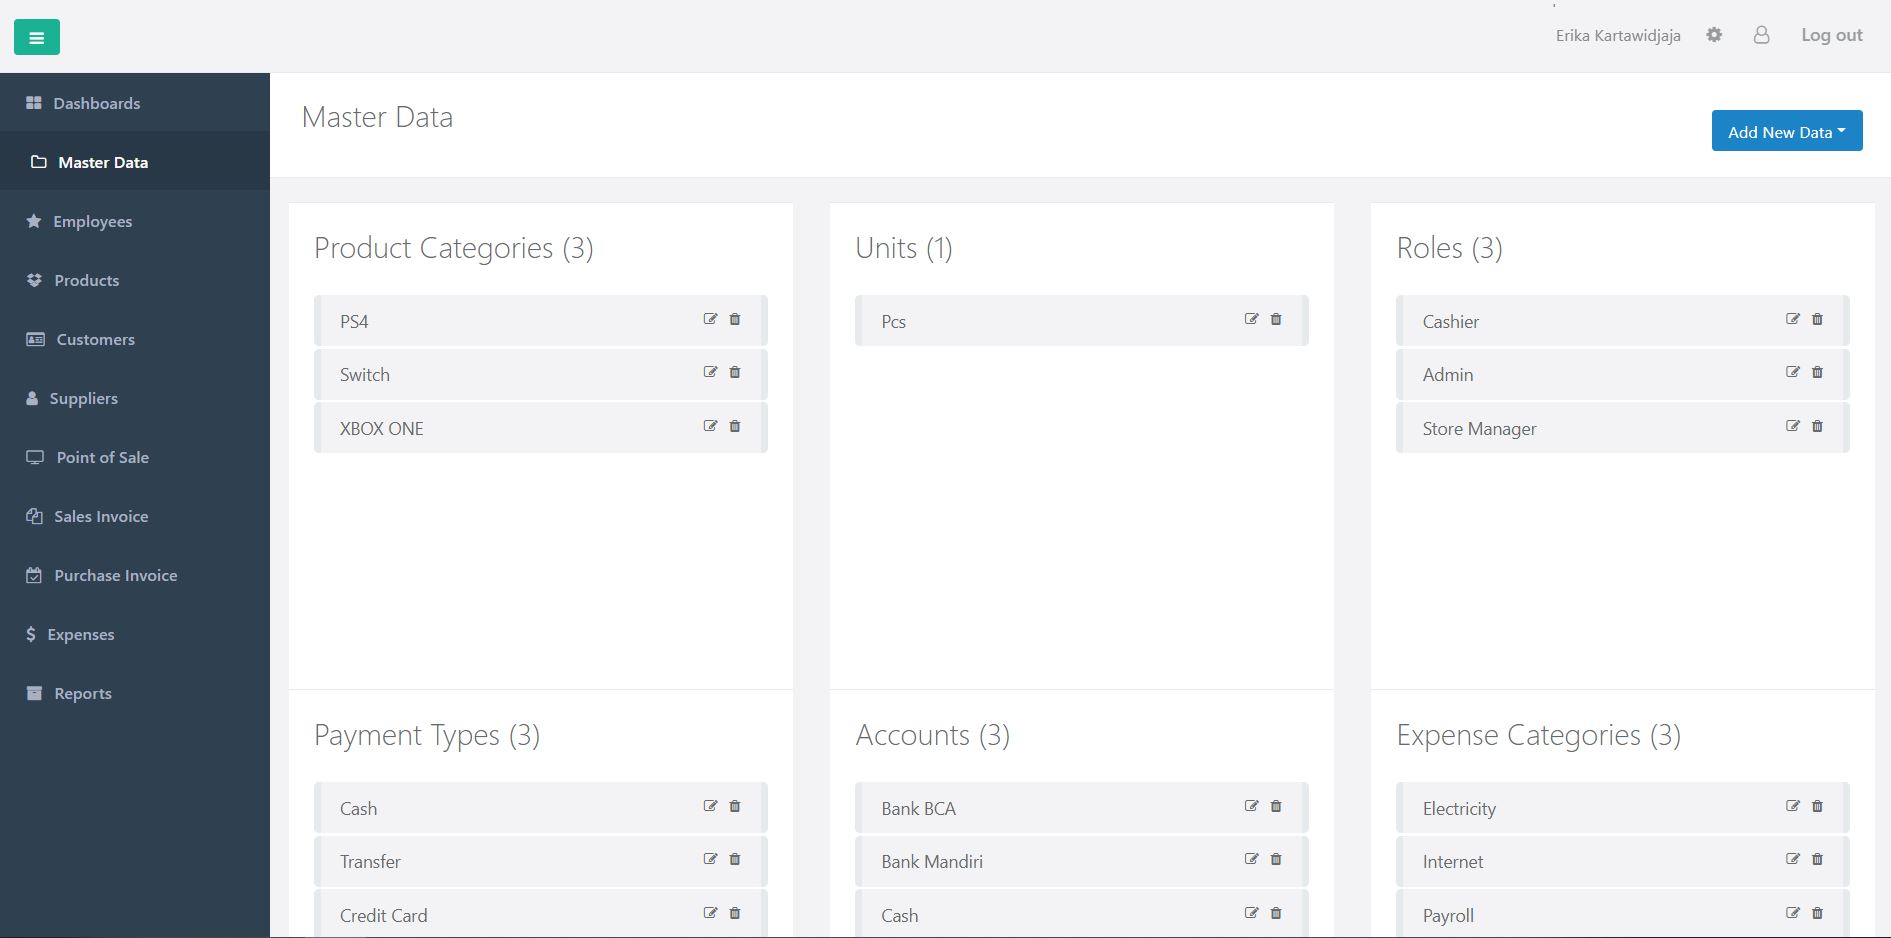 Erika Kartawidjaja
Log out
Dashboards
Master Data
Employees
Products
Customers
Suppliers
Point of Sale
Sales Invoice
Purchase Invoice
Expenses
Reports
Master Data
Add New Data
Product Categories (3)
PS4
Switch
XBOX ONE
Units (1)
Pcs
Roles (3)
Cashier
Admin
Store Manager
Payment Types (3)
Cash
Transfer
Credit Card
Accounts (3)
Bank BCA
Bank Mandiri
Cash
Expense Categories (3)
Electricity
Internet
Payroll